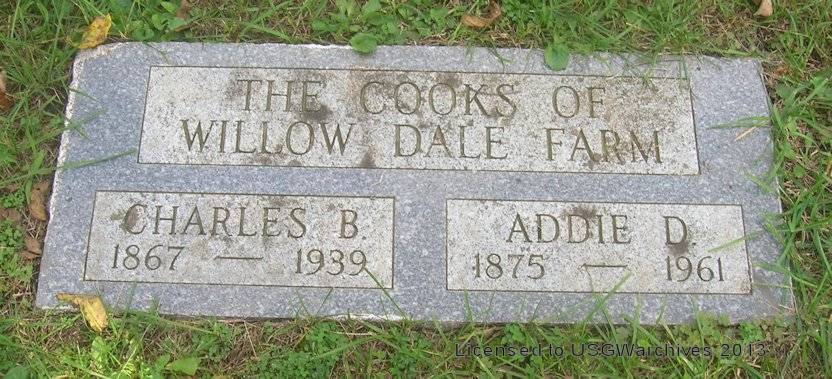 THE COOKS OF
WILLOW DALE FARM
CHARLES B.
1867 — 1939
ADDIE D.
1875 — 1961
Licensed to USGWarchives 2013